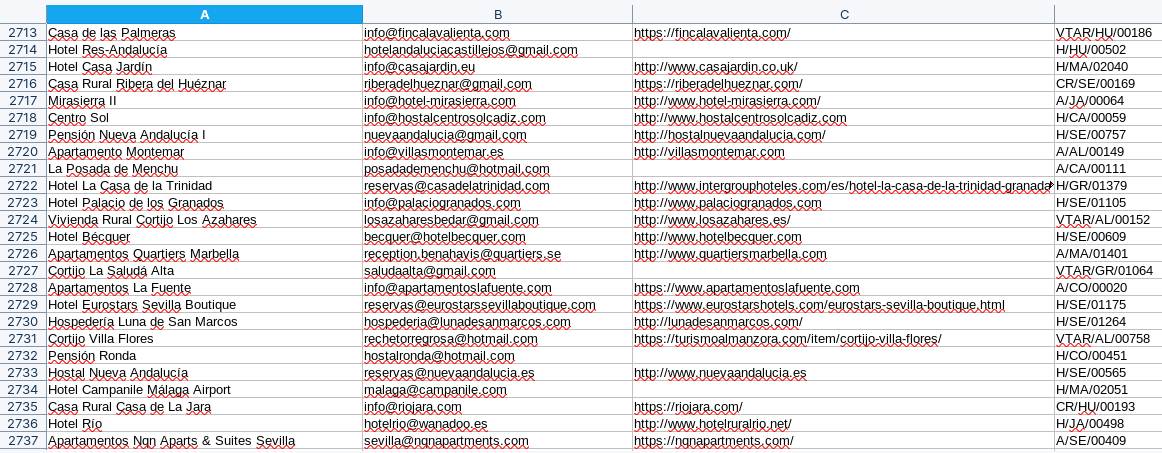 A B C
2713 Casa de las Palmeras info@fincalavalienta.com https://fincalavalienta.com/ VTAR/HU/00186
2714 Hotel Res-Andalucía hotelandaluciacastillejos@gmail.com H/HU/00502
2715 Hotel Casa Jardín info@casajardin.eu http://www.casajardin.co.uk/ H/MA/02040
2716 Casa Rural Ribera del Huéznar riberadelhueznar@gmail.com https://riberadelhueznar.com/ CR/SE/00169
2717 Mirasierra II info@hotel-mirasierra.com http://www.hotel-mirasierra.com/ A/JA/00064
2718 Centro Sol info@hostalcentrosolcadiz.com http://www.hostalcentrosolcadiz.com H/CA/00059
2719 Pensión Nueva Andalucía I nuevaandalucia@gmail.com http://hostalnuevaandalucia.com/ H/SE/00757
2720 Apartamento Montemar info@villasmontemar.es http://villasmontemar.com A/AL/00149
2721 La Posada de Menchu posadademenchu@hotmail.com A/CA/00111
2722 Hotel La Casa de la Trinidad reservas@casadelatrinidad.com http://www.intergrouphoteles.com/es/hotel-la-casa-de-la-trinidad-granada H/GR/01379
2723 Hotel Palacio de los Granados info@palaciogranados.com http://www.palaciogranados.com H/SE/01105
2724 Vivienda Rural Cortijo Los Azahares losazaharesbedar@gmail.com http://www.losazahares.es/ VTAR/AL/00152
2725 Hotel Bécquer becquer@hotelbecquer.com http://www.hotelbecquer.com H/SE/00609
2726 Apartamentos Quartiers Marbella reception.benahavis@quartiers.se http://www.quartiersmarbella.com A/MA/01401
2727 Cortijo La Saludá Alta saludaalta@gmail.com VTAR/GR/01064
2728 Apartamentos La Fuente info@apartamentoslafuente.com https://www.apartamentoslafuente.com A/CO/00020
2729 Hotel Eurostars Sevilla Boutique reservas@eurostarssevillaboutique.com https://www.eurostarshotels.com/eurostars-sevilla-boutique.html H/SE/01175
2730 Hospedería Luna de San Marcos hospederia@lunadesanmarcos.com http://lunadesanmarcos.com/ H/SE/01264
2731 Cortijo Villa Flores rechetorregrosa@hotmail.com https://turismoalmanzora.com/item/cortijo-villa-flores/ VTAR/AL/00758
2732 Pensión Ronda hostalronda@hotmail.com H/CO/00451
2733 Hostal Nueva Andalucía reservas@nuevaandalucia.es http://www.nuevaandalucia.es H/SE/00565
2734 Hotel Campanile Málaga Airport malaga@campanile.com H/MA/02051
2735 Casa Rural Casa de La Jara info@riojara.com https://riojara.com/ CR/HU/00193
2736 Hotel Río hotelrio@wanadoo.es http://www.hotelruralrio.net/ H/JA/00498
2737 Apartamentos Nqn Aparts & Suites Sevilla sevilla@nqnapartments.com https://nqnapartments.com/ A/SE/00409